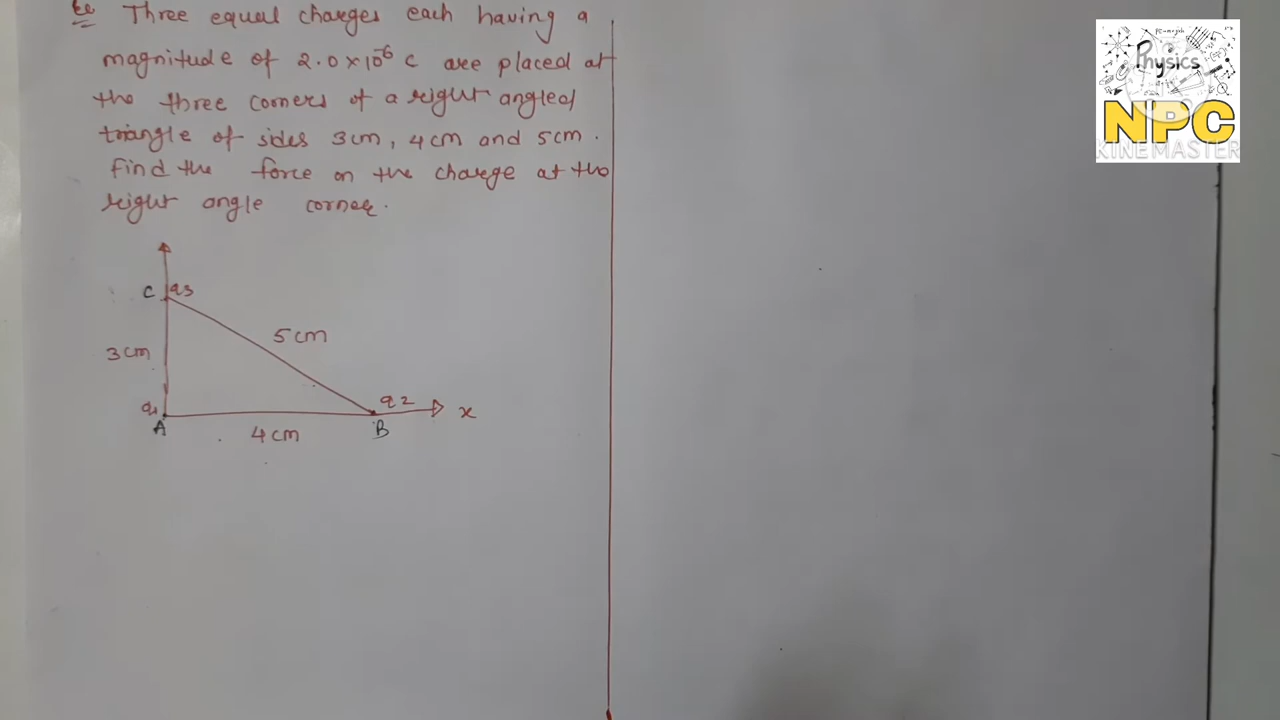 Ex Three equal charges each having a
magnitude of 2.0×10⁻⁶ C are placed at
the three corners of a right angled
triangle of sides 3cm, 4cm and 5cm.
find the force on the charge at the
right angle corner.
C q3
5cm
3cm
q1 q2 x
A 4cm B
Physics
NPC
KINEMASTER